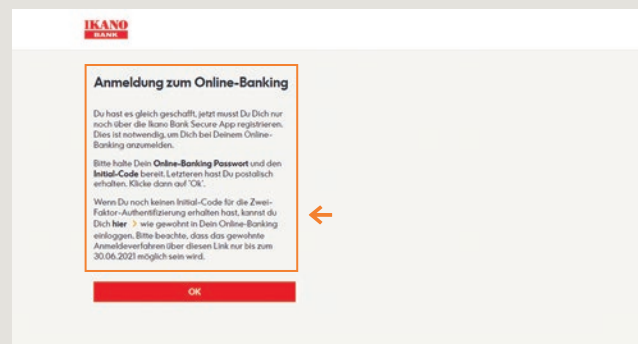 IKANO
BANK
Anmeldung zum Online-Banking
Du hast es gleich geschafft, jetzt musst Du Dich nur
noch über die Ikano Bank Secure App registrieren.
Dies ist notwendig, um Dich bei Deinem Online-
Banking anzumelden.
Bitte halte Dein Online-Banking Passwort und den
Initial-Code bereit. Letzteren hast Du postalisch
erhalten. Klicke dann auf 'Ok'.
Wenn Du noch keinen Initial-Code für die Zwei-
Faktor-Authentifizierung erhalten hast, kannst du
Dich hier > wie gewohnt in Dein Online-Banking
einloggen. Bitte beachte, dass das gewohnte
Anmeldeverfahren über diesen Link nur bis zum
30.06.2021 möglich sein wird.
OK